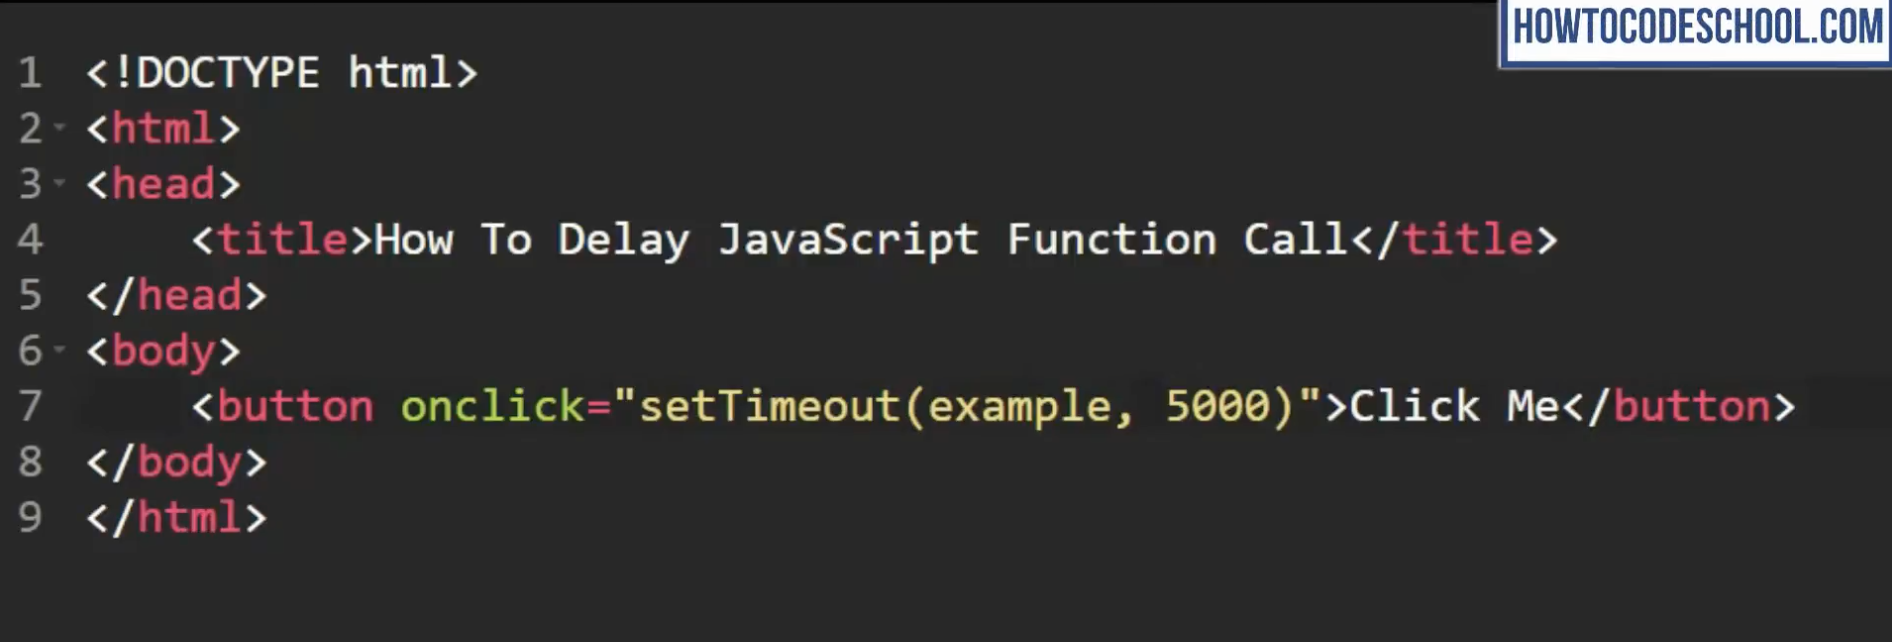 HOWTOCODESCHOOL.COM
1 <!DOCTYPE html>
2 <html>
3 <head>
4     <title>How To Delay JavaScript Function Call</title>
5 </head>
6 <body>
7     <button onclick="setTimeout(example, 5000)">Click Me</button>
8 </body>
9 </html>